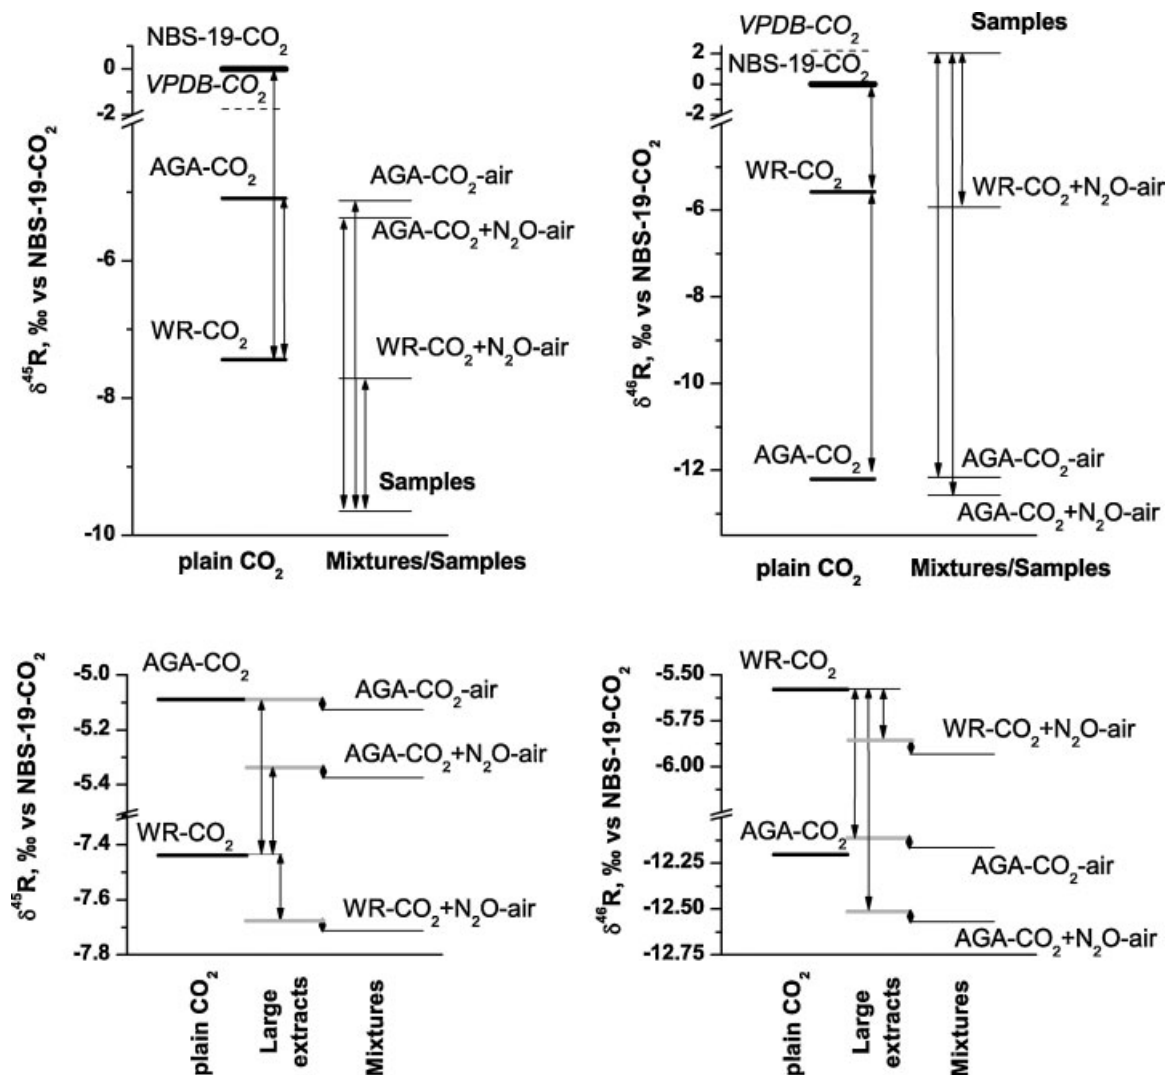 δ⁴⁵R, ‰ vs NBS-19-CO₂
0
-2
-6
-8
-10
NBS-19-CO₂
VPDB-CO₂
AGA-CO₂
WR-CO₂
AGA-CO₂-air
AGA-CO₂+N₂O-air
WR-CO₂+N₂O-air
Samples
plain CO₂
Mixtures/Samples
δ⁴⁶R, ‰ vs NBS-19-CO₂
2
0
-2
-6
-8
-10
-12
VPDB-CO₂
NBS-19-CO₂
WR-CO₂
AGA-CO₂
Samples
WR-CO₂+N₂O-air
AGA-CO₂-air
AGA-CO₂+N₂O-air
plain CO₂
Mixtures/Samples
δ⁴⁵R, ‰ vs NBS-19-CO₂
-5.0
-5.2
-5.4
-7.4
-7.6
-7.8
AGA-CO₂
WR-CO₂
AGA-CO₂-air
AGA-CO₂+N₂O-air
WR-CO₂+N₂O-air
plain CO₂
Large
extracts
Mixtures
δ⁴⁶R, ‰ vs NBS-19-CO₂
-5.50
-5.75
-6.00
-12.25
-12.50
-12.75
WR-CO₂
AGA-CO₂
WR-CO₂+N₂O-air
AGA-CO₂-air
AGA-CO₂+N₂O-air
plain CO₂
Large
extracts
Mixtures